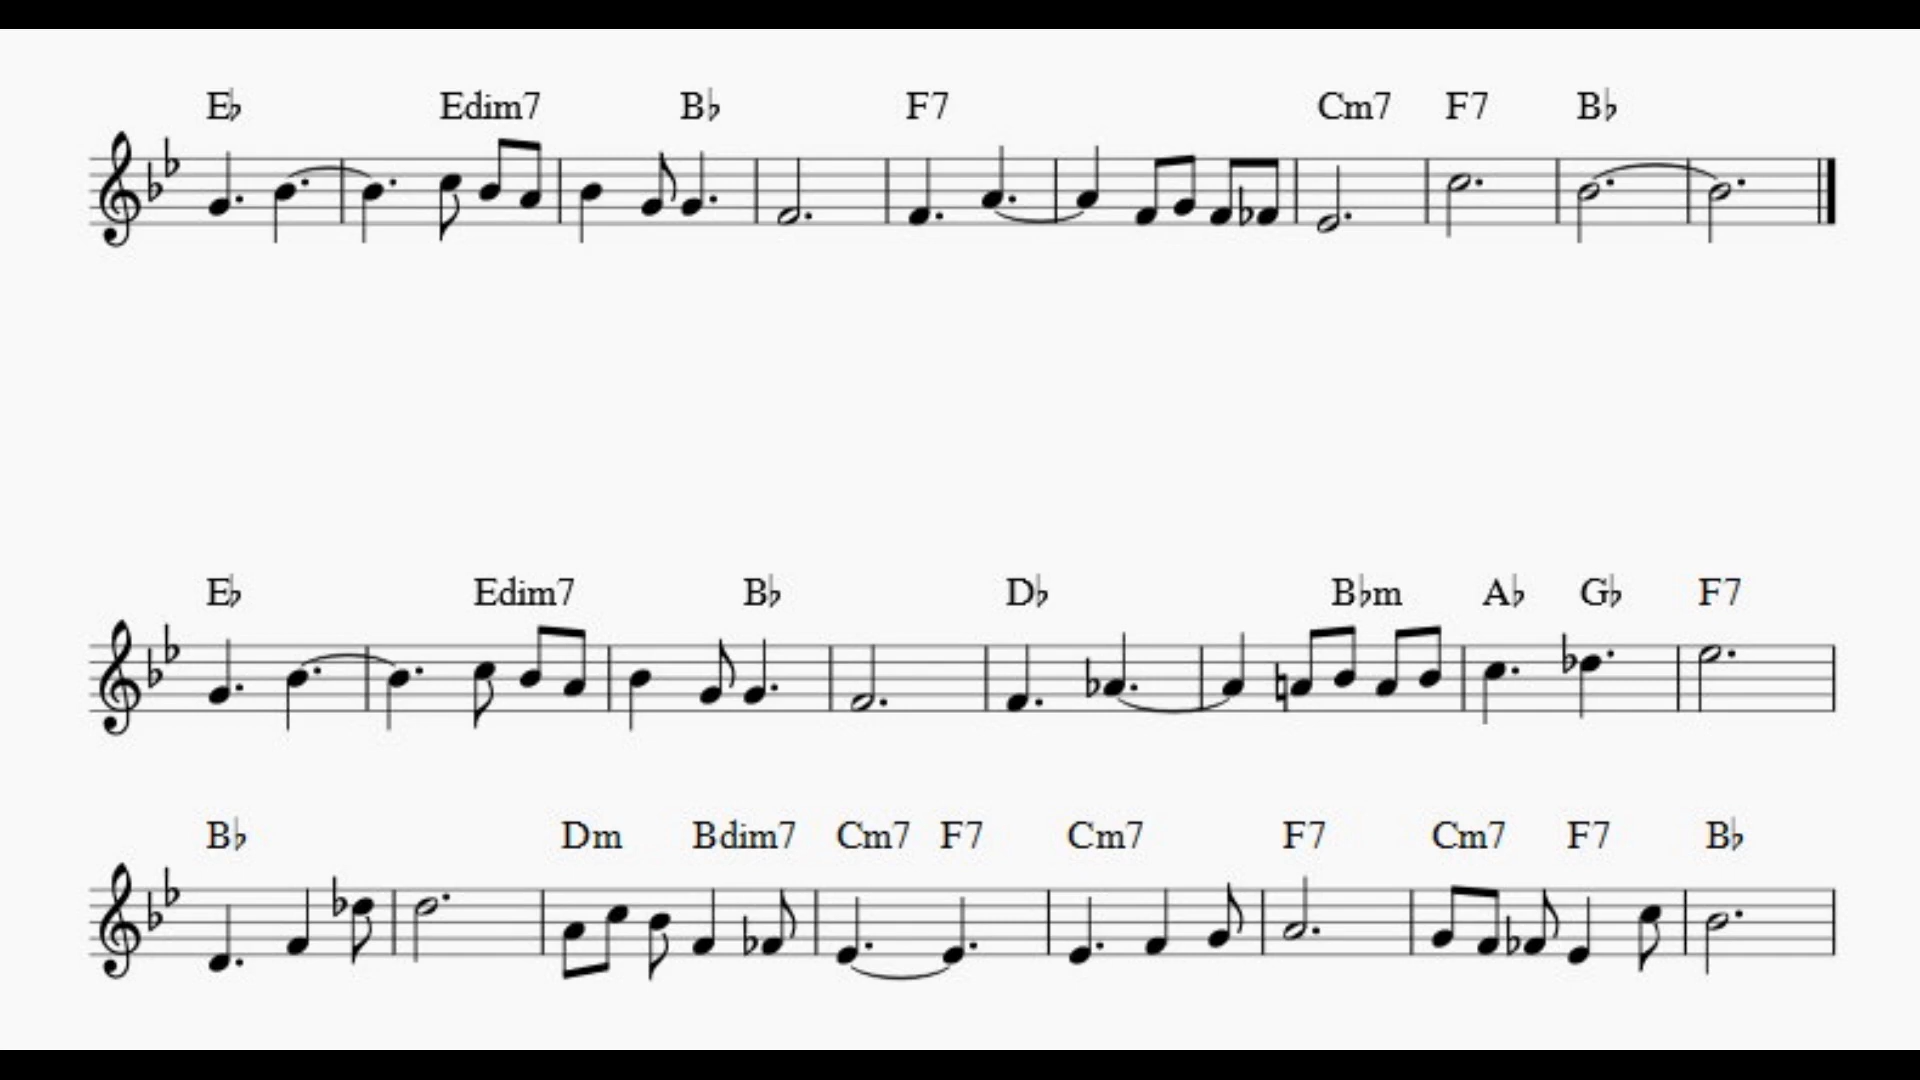 E♭ Edim7 B♭ F7 Cm7 F7 B♭
E♭ Edim7 B♭ D♭ B♭m A♭ G♭ F7
B♭ Dm Bdim7 Cm7 F7 Cm7 F7 Cm7 F7 B♭